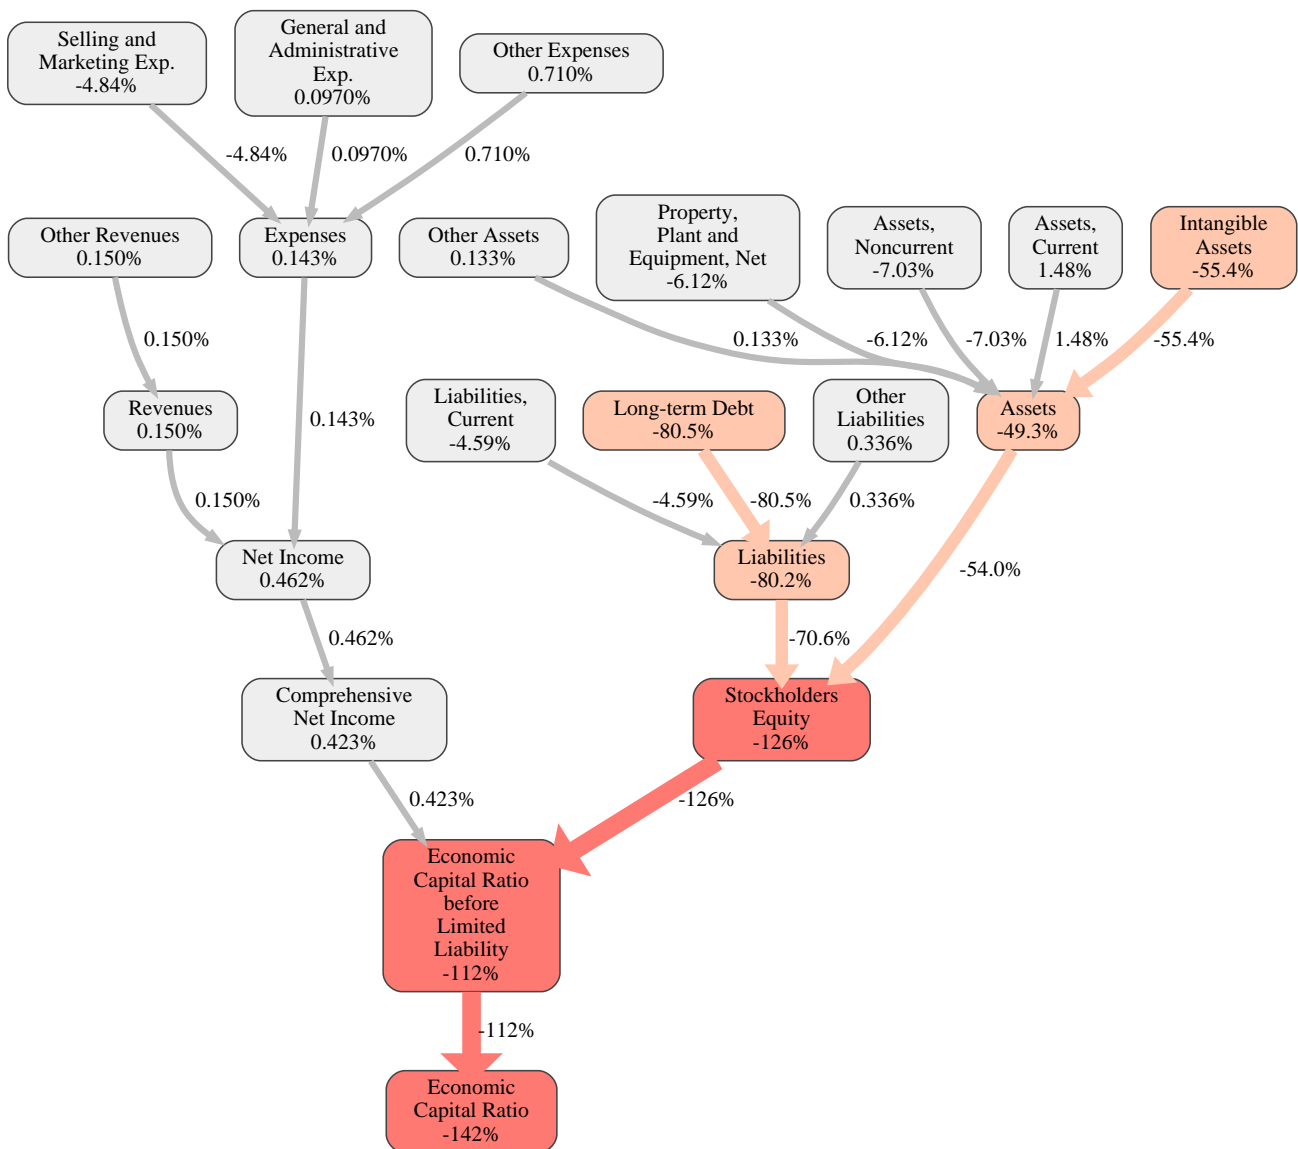 Selling and
Marketing Exp.
-4.84%
General and
Administrative
Exp.
0.0970%
Other Expenses
0.710%
-4.84%
0.0970%
0.710%
Other Revenues
0.150%
Expenses
0.143%
Other Assets
0.133%
Property,
Plant and
Equipment, Net
-6.12%
Assets,
Noncurrent
-7.03%
Assets,
Current
1.48%
Intangible
Assets
-55.4%
0.150%
0.133%
-6.12%
-7.03%
1.48%
-55.4%
Revenues
0.150%
0.143%
Liabilities,
Current
-4.59%
Long-term Debt
-80.5%
Other
Liabilities
0.336%
Assets
-49.3%
0.150%
-4.59%
-80.5%
0.336%
Net Income
0.462%
Liabilities
-80.2%
-54.0%
0.462%
-70.6%
Comprehensive
Net Income
0.423%
Stockholders
Equity
-126%
0.423%
-126%
Economic
Capital Ratio
before
Limited
Liability
-112%
-112%
Economic
Capital Ratio
-142%